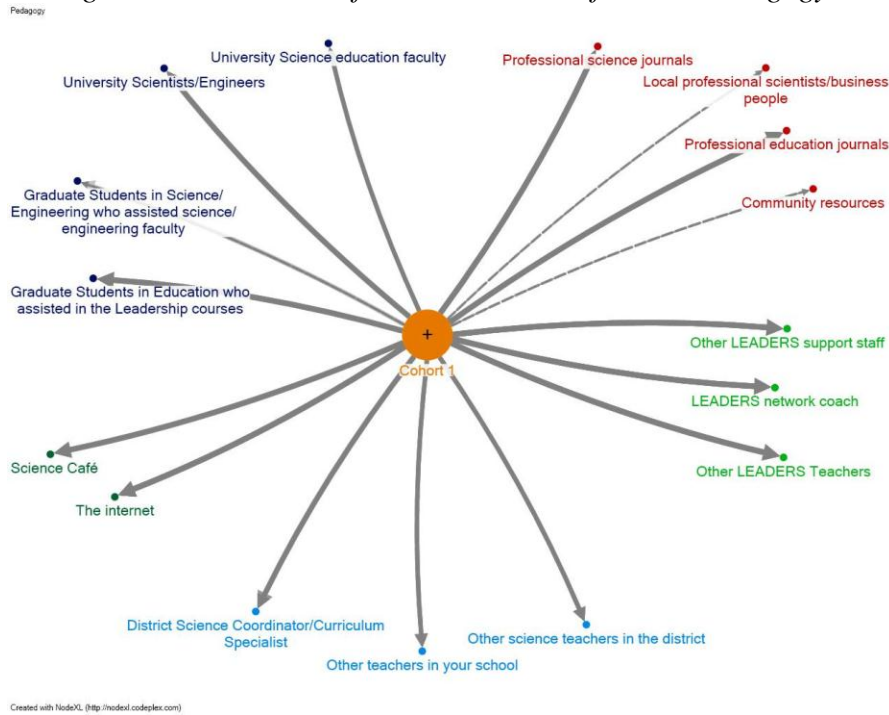 Pedagogy
University Science education faculty
University Scientists/Engineers
Professional science journals
Local professional scientists/business
people
Professional education journals
Community resources
Graduate Students in Science/
Engineering who assisted science/
engineering faculty
Graduate Students in Education who
assisted in the Leadership courses
+
Cohort 1
Other LEADERS support staff
LEADERS network coach
Other LEADERS Teachers
Science Café
The internet
District Science Coordinator/Curriculum
Specialist
Other teachers in your school
Other science teachers in the district
Created with NodeXL (http://nodexl.codeplex.com)